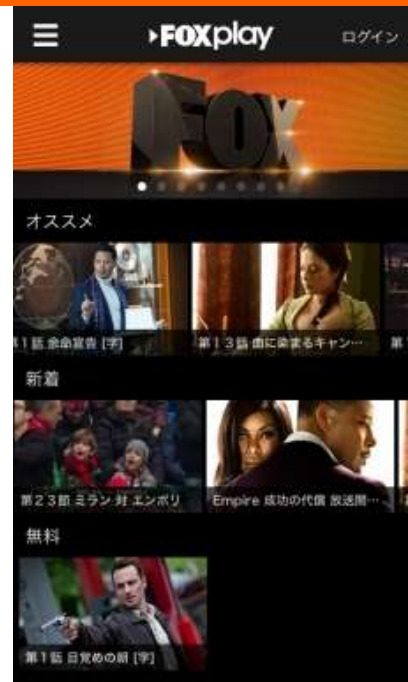 FOXplay
ログイン
FOX
オススメ
第1話 余命宣告 [字]
第13話 血に染まるキャン…
第
新着
第23節 ミラン 対 エンポリ
Empire 成功の代償 放送開…
無料
第1話 目覚めの朝 [字]